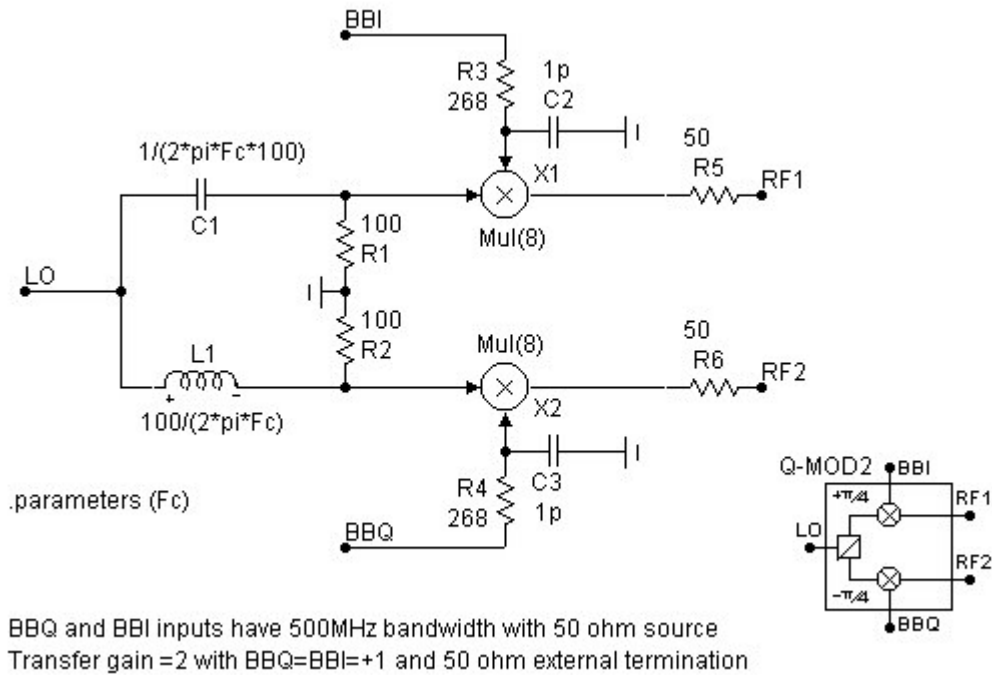 BBI
R3
268
1p
C2
1/(2*pi*Fc*100)
C1
X1
Mul(8)
50
R5
RF1
100
R1
LO
100
R2
L1
+ -
100/(2*pi*Fc)
Mul(8)
X2
50
R6
RF2
.parameters (Fc)
R4
268
C3
1p
BBQ
Q-MOD2
BBI
+π/4
RF1
LO
RF2
-π/4
BBQ
BBQ and BBI inputs have 500MHz bandwidth with 50 ohm source
Transfer gain =2 with BBQ=BBI=+1 and 50 ohm external termination